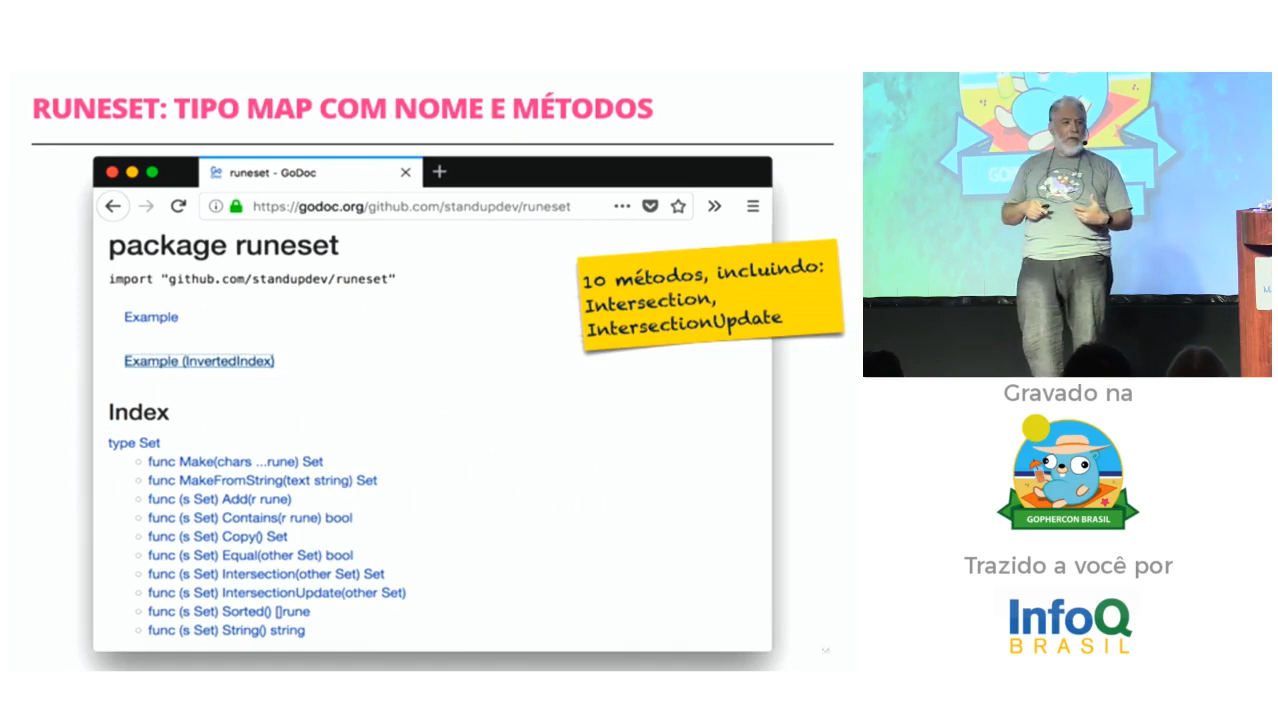 RUNESET: TIPO MAP COM NOME E MÉTODOS
runeset - GoDoc
https://godoc.org/github.com/standupdev/runeset
package runeset
import "github.com/standupdev/runeset"
Example
Example (InvertedIndex)
10 métodos, incluindo:
Intersection,
IntersectionUpdate
Index
type Set
func Make(chars ...rune) Set
func MakeFromString(text string) Set
func (s Set) Add(r rune)
func (s Set) Contains(r rune) bool
func (s Set) Copy() Set
func (s Set) Equal(other Set) bool
func (s Set) Intersection(other Set) Set
func (s Set) IntersectionUpdate(other Set)
func (s Set) Sorted() []rune
func (s Set) String() string
Gravado na
GOPHERCON BRASIL
Trazido a você por
InfoQ
BRASIL